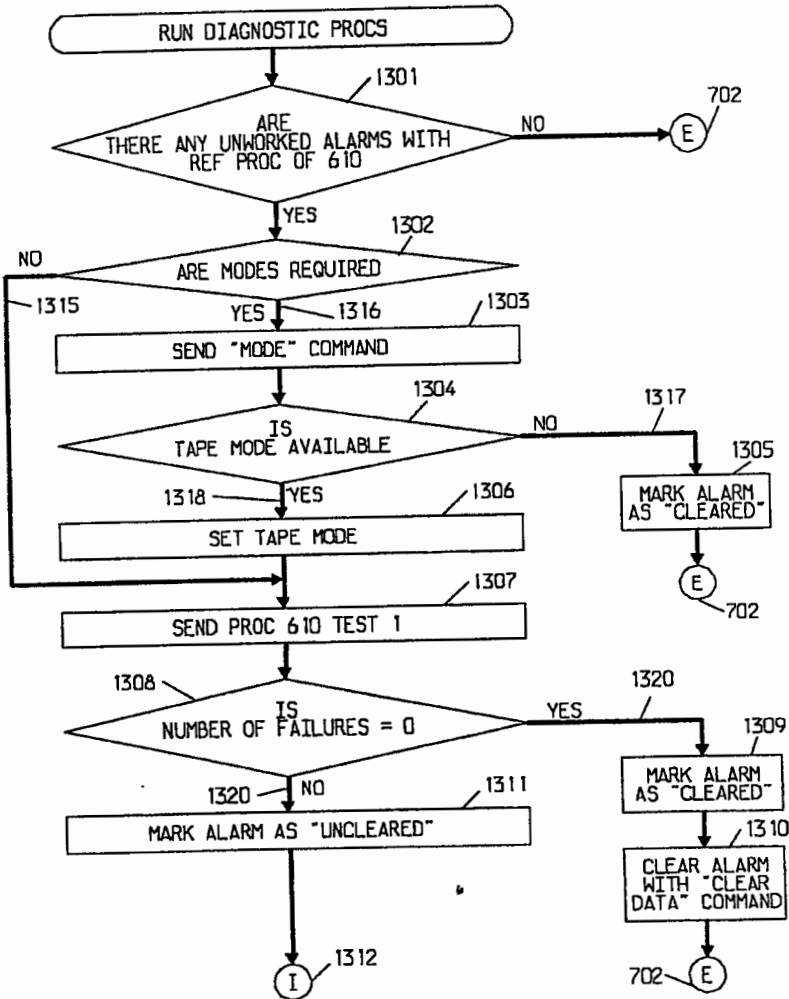 RUN DIAGNOSTIC PROCS
1301
ARE
THERE ANY UNWORKED ALARMS WITH
REF PROC OF 610
NO
702
E
YES
1302
NO
ARE MODES REQUIRED
1315
YES
1316
1303
SEND "MODE" COMMAND
1304
IS
TAPE MODE AVAILABLE
NO
1317
1305
MARK ALARM
AS "CLEARED"
1318
YES
1306
SET TAPE MODE
E
702
1307
SEND PROC 610 TEST 1
1308
IS
NUMBER OF FAILURES = 0
YES
1320
1309
MARK ALARM
AS "CLEARED"
1320
NO
1311
MARK ALARM AS "UNCLEARED"
1310
CLEAR ALARM
WITH "CLEAR
DATA" COMMAND
I
1312
702
E